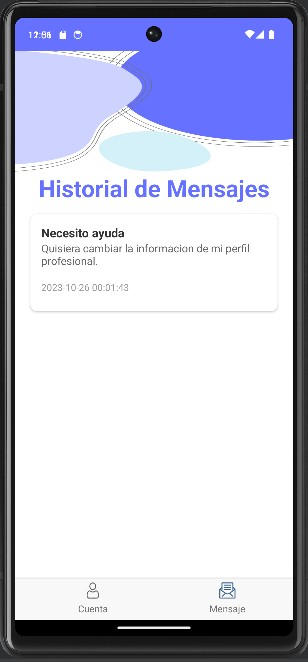 12:06
Historial de Mensajes
Necesito ayuda
Quisiera cambiar la informacion de mi perfil
profesional.
2023-10-26 00:01:43
Cuenta
Mensaje